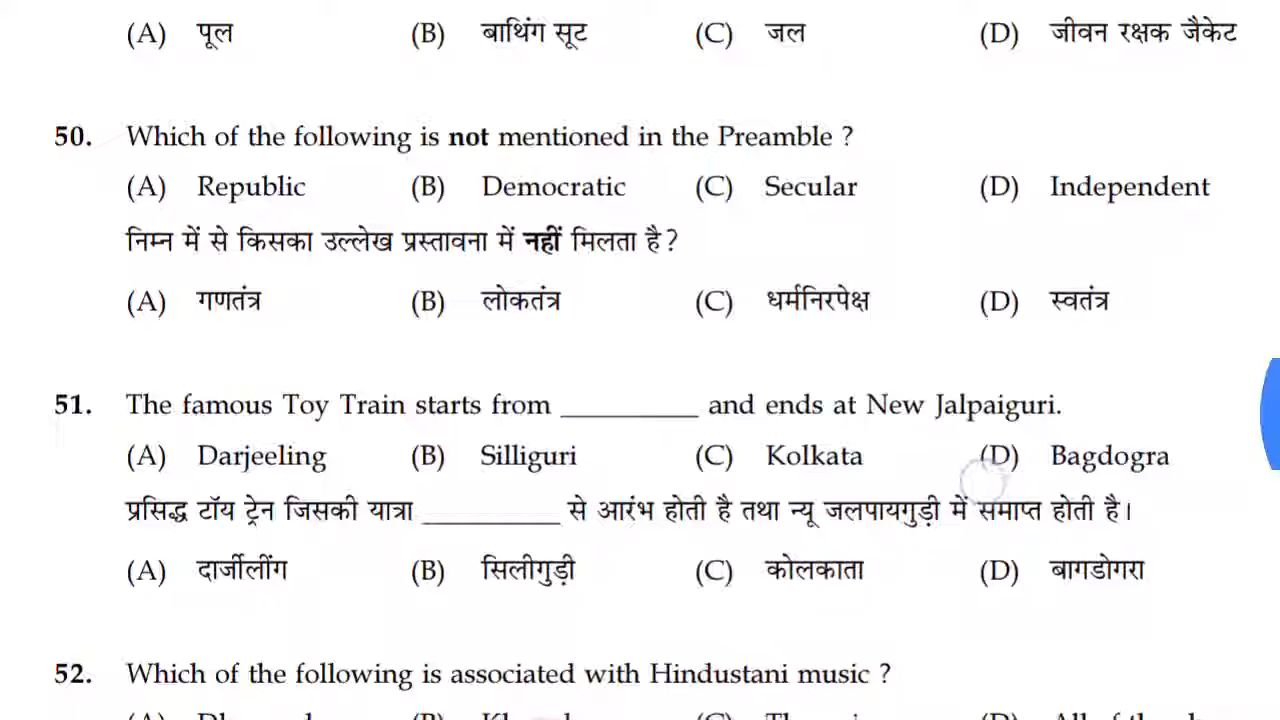 (A) पूल (B) बाथिंग सूट (C) जल (D) जीवन रक्षक जैकेट
50. Which of the following is not mentioned in the Preamble ?
(A) Republic (B) Democratic (C) Secular (D) Independent
निम्न में से किसका उल्लेख प्रस्तावना में नहीं मिलता है ?
(A) गणतंत्र (B) लोकतंत्र (C) धर्मनिरपेक्ष (D) स्वतंत्र
51. The famous Toy Train starts from _________ and ends at New Jalpaiguri.
(A) Darjeeling (B) Silliguri (C) Kolkata (D) Bagdogra
प्रसिद्ध टॉय ट्रेन जिसकी यात्रा _________ से आरंभ होती है तथा न्यू जलपायगुड़ी में समाप्त होती है।
(A) दार्जीलींग (B) सिलीगुड़ी (C) कोलकाता (D) बागडोगरा
52. Which of the following is associated with Hindustani music ?